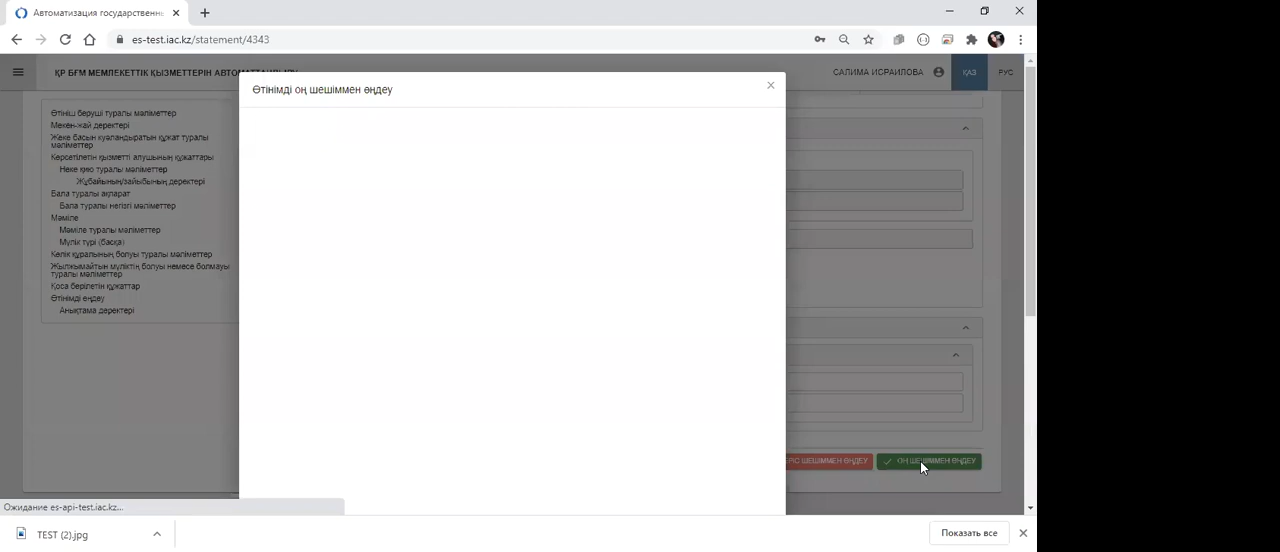 Автоматизация государственны
es-test.iac.kz/statement/4343
ҚР БҒМ МЕМЛЕКЕТТІК ҚЫЗМЕТТЕРІН АВТОМАТТАНДЫРУ
САЛИМА ИСРАИЛОВА
ҚАЗ
РУС
Өтінімді оң шешіммен өңдеу
Өтініш беруші туралы мәліметтер
Мекен-жай деректері
Жеке басын куәландыратын құжат туралы
мәліметтер
Көрсетілетін қызметті алушының құжаттары
Неке қию туралы мәліметтер
Жұбайының/зайыбының деректері
Бала туралы ақпарат
Бала туралы негізгі мәліметтер
Мәміле
Мәміле туралы мәліметтер
Мүлік түрі (басқа)
Көлік құралының болуы туралы мәліметтер
Жылжымайтын мүліктің болуы немесе болмауы
туралы мәліметтер
Қоса берілетін құжаттар
Өтінімді өңдеу
Анықтама деректері
ШЕШІММЕН ӨҢДЕУ
ОҢ ШЕШІММЕН ӨҢДЕУ
Ожидание es-api-test.iac.kz...
TEST (2).jpg
Показать все